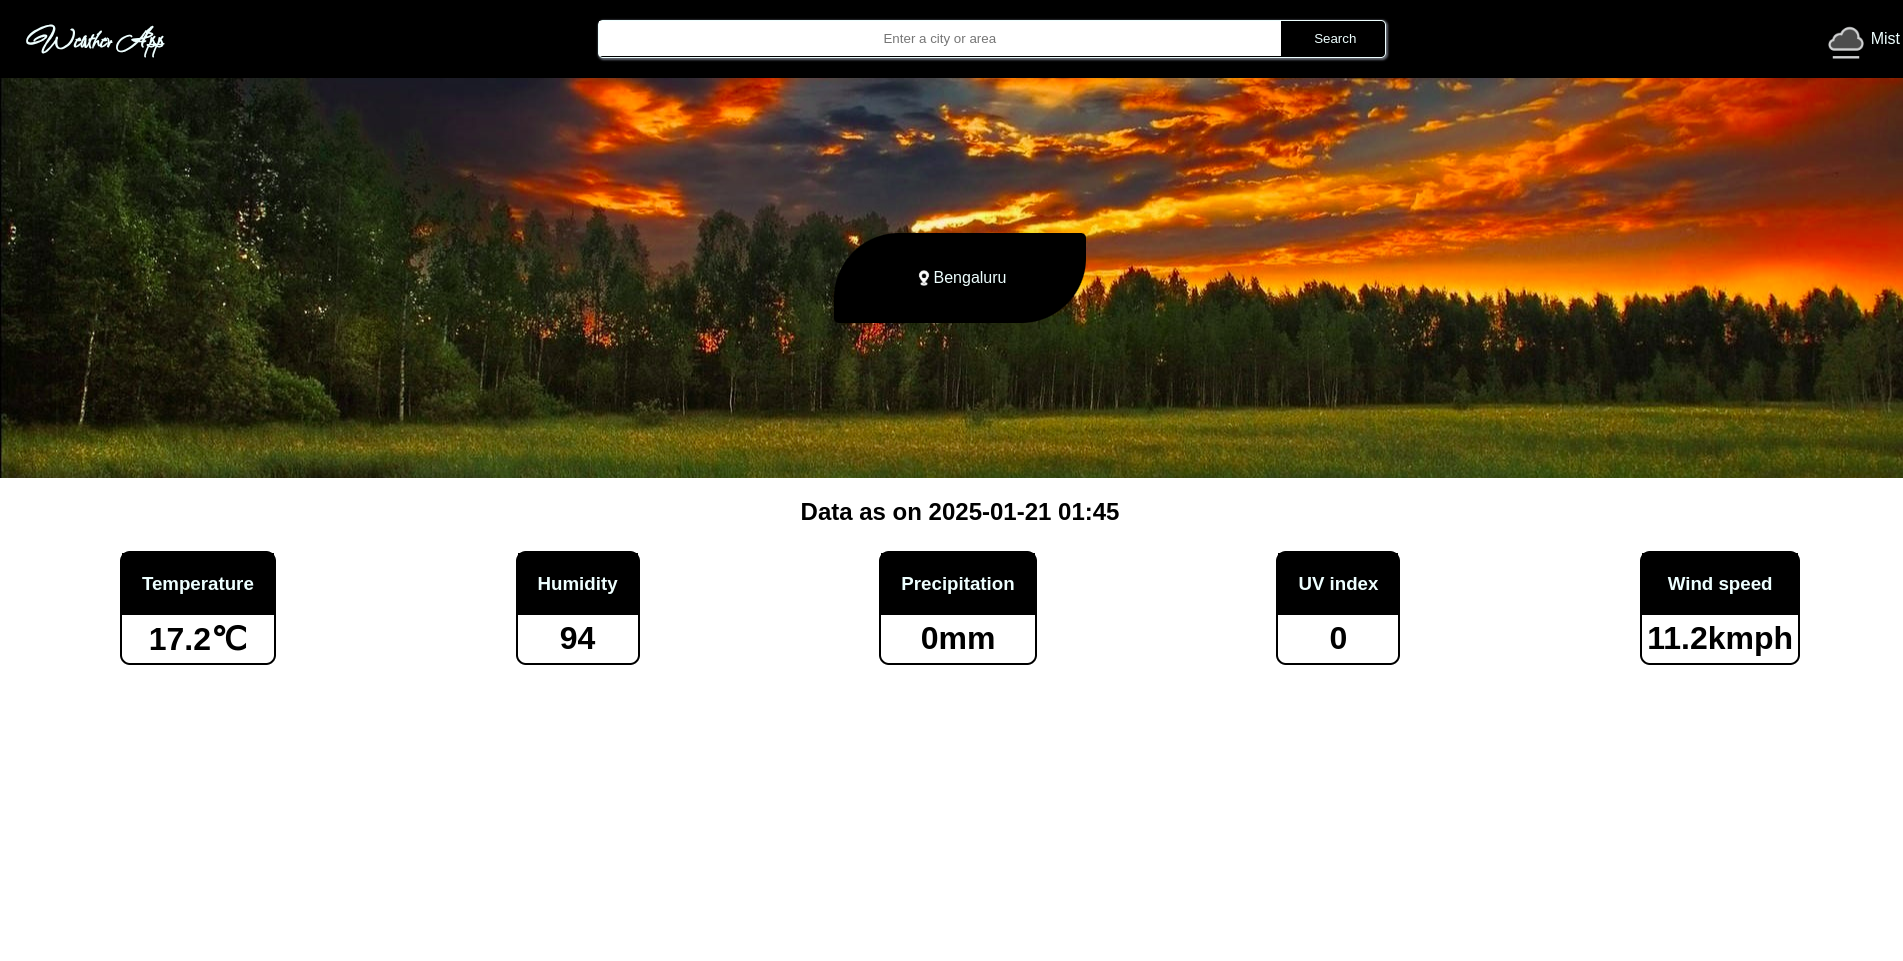 Weather App
Enter a city or area
Search
Mist
Bengaluru
Data as on 2025-01-21 01:45
Temperature
17.2℃
Humidity
94
Precipitation
0mm
UV index
0
Wind speed
11.2kmph